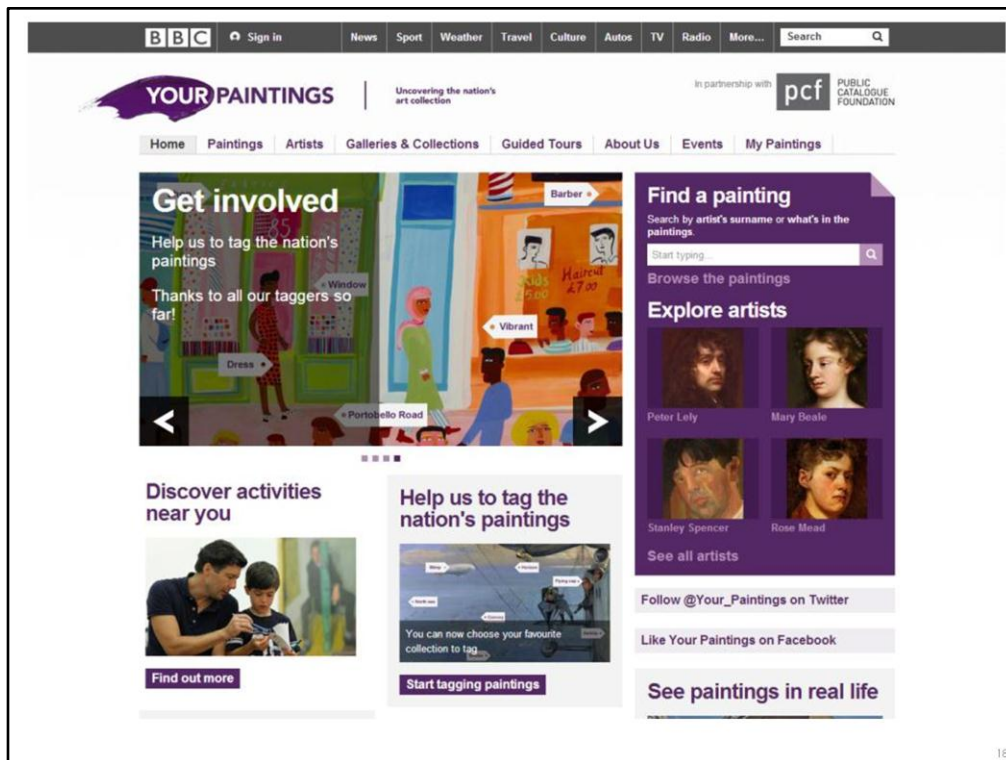 BBC Sign in News Sport Weather Travel Culture Autos TV Radio More... Search
YOUR PAINTINGS
Uncovering the nation's
art collection
In partnership with
pcf
PUBLIC
CATALOGUE
FOUNDATION
Home Paintings Artists Galleries & Collections Guided Tours About Us Events My Paintings
Get involved
Help us to tag the nation's
paintings
Thanks to all our taggers so
far!
Barber
85
Window
Kids
£5.00
Haircut
£7.00
Vibrant
Dress
Portobello Road
Find a painting
Search by artist's surname or what's in the
paintings.
Start typing...
Browse the paintings
Explore artists
Peter Lely Mary Beale
Stanley Spencer Rose Mead
See all artists
Discover activities
near you
Find out more
Help us to tag the
nation's paintings
You can now choose your favourite
collection to tag
Start tagging paintings
Follow @Your_Paintings on Twitter
Like Your Paintings on Facebook
See paintings in real life
18